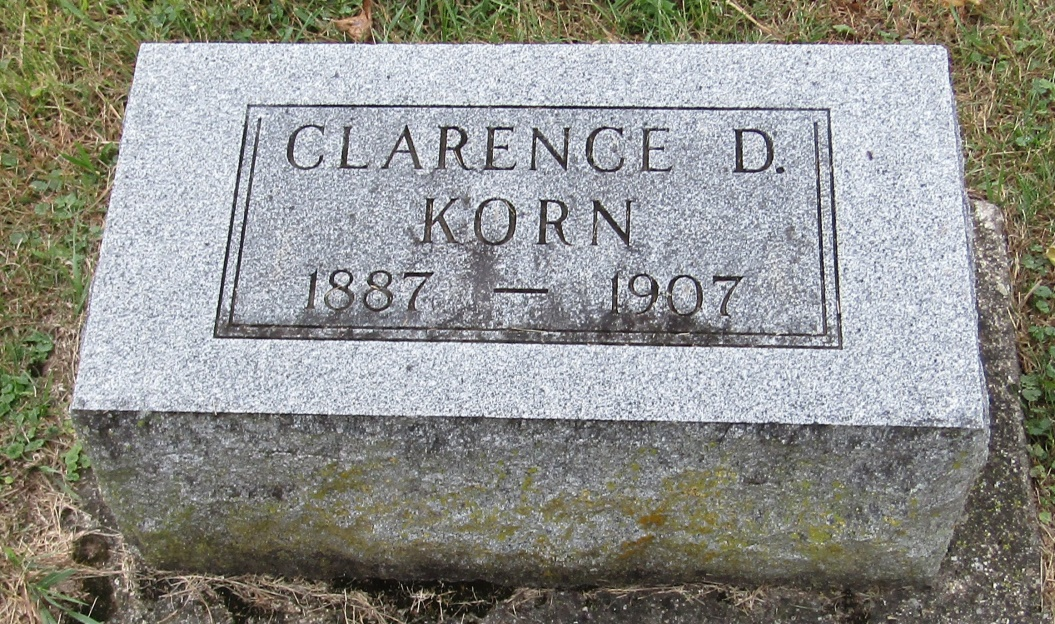 CLARENCE D.
KORN
1887 — 1907